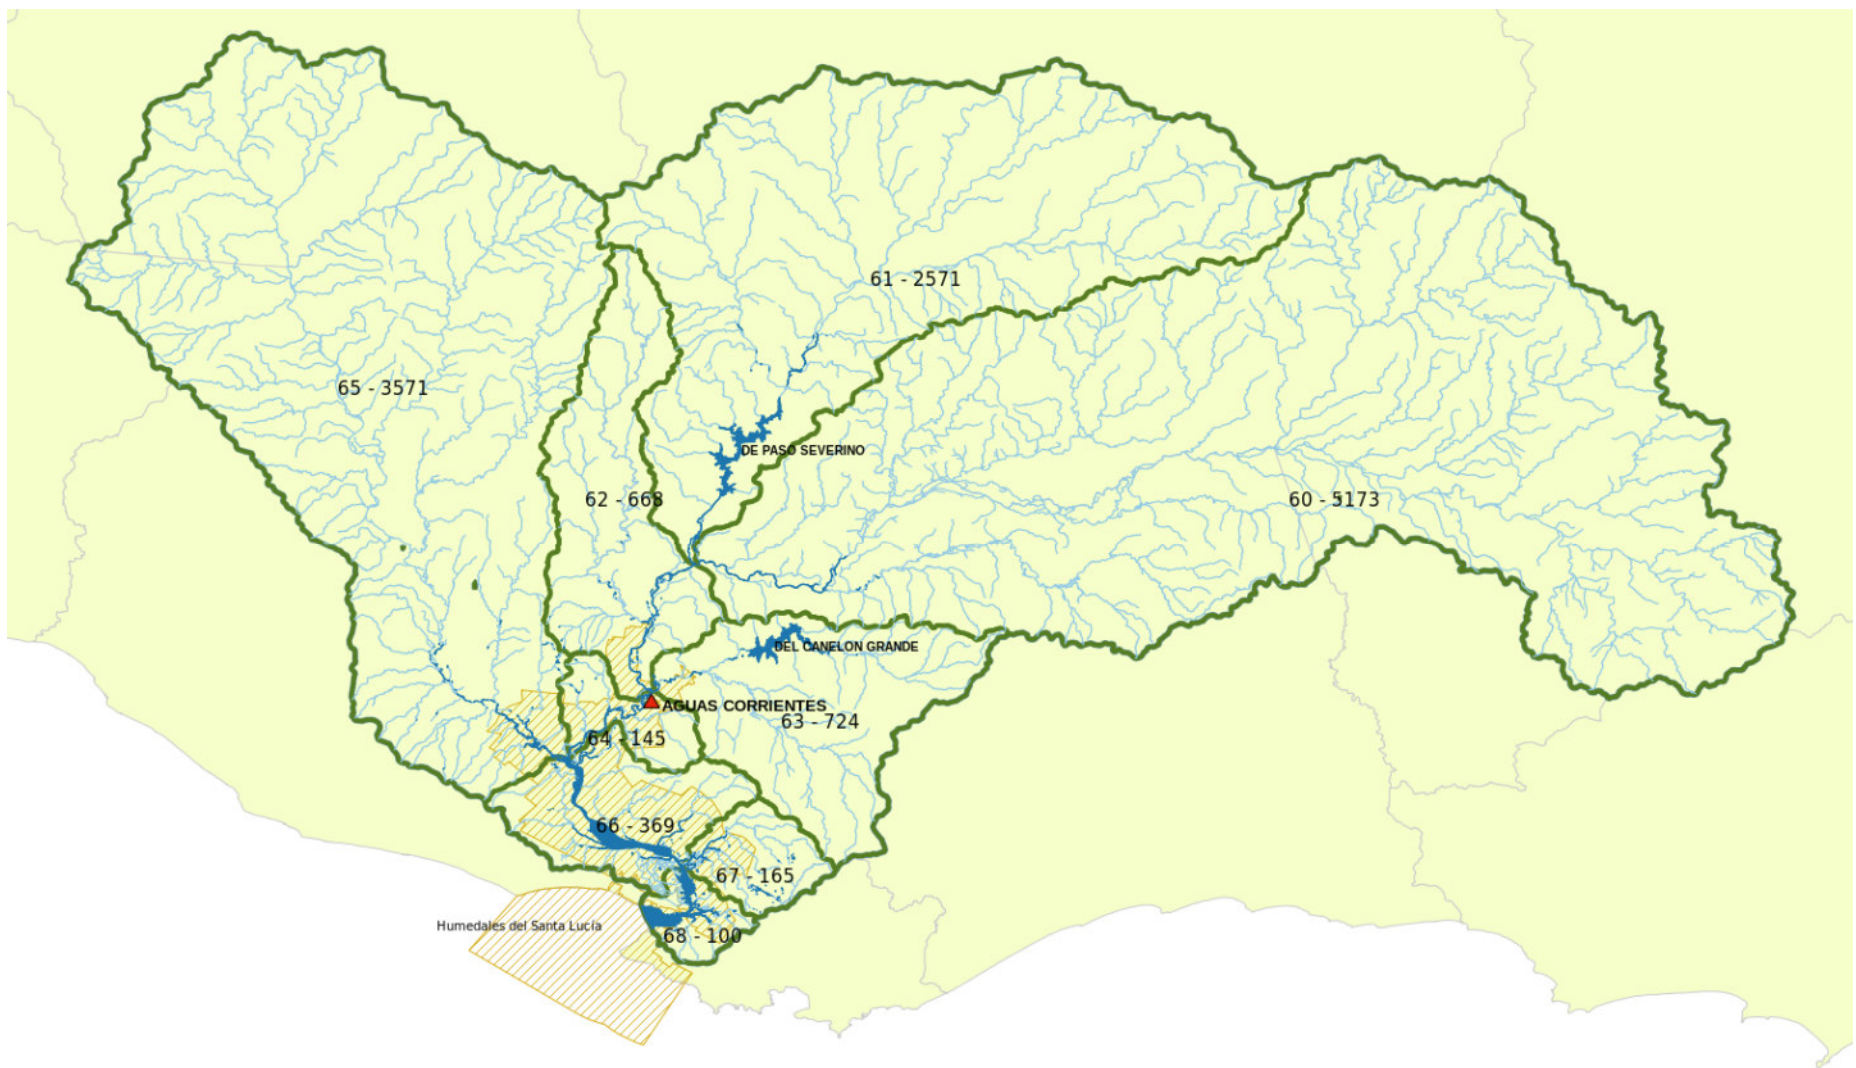 61 - 2571
65 - 3571
DE PASO SEVERINO
62 - 668
60 - 5173
DEL CANELON GRANDE
AGUAS CORRIENTES
63 - 724
64 - 145
66 - 369
67 - 165
Humedales del Santa Lucía
68 - 100